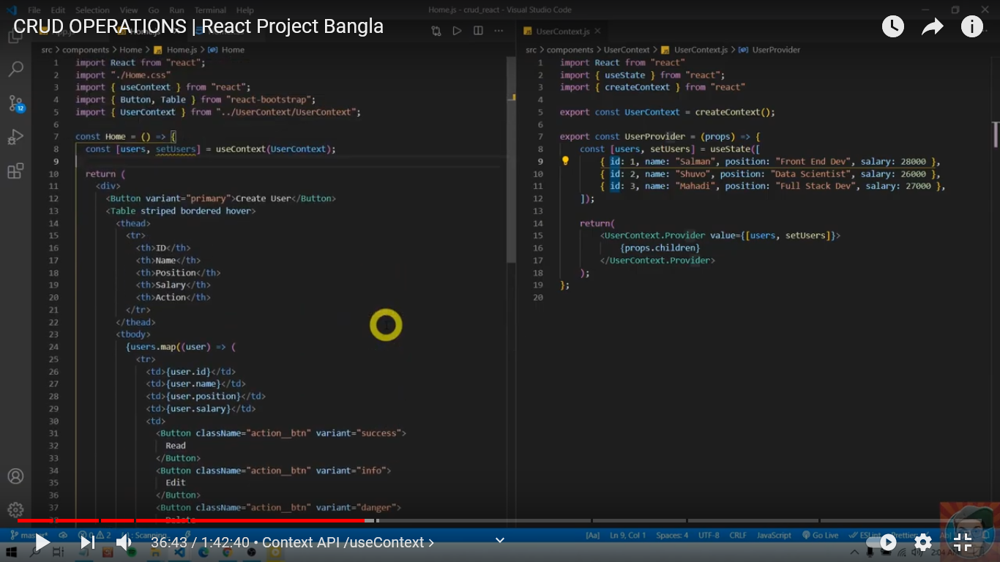 File Edit Selection View Go Run Terminal Help
Home.js - crud_react - Visual Studio Code
CRUD OPERATIONS | React Project Bangla
UserContext.js
src > components > Home > Home.js > Home
1 import React from "react";
2 import "./Home.css"
3 import { useContext } from "react";
4 import { Button, Table } from "react-bootstrap";
5 import { UserContext } from "../UserContext/UserContext";
6
7 const Home = () => {
8 const [users, setUsers] = useContext(UserContext);
9
10 return (
11 <div>
12 <Button variant="primary">Create User</Button>
13 <Table striped bordered hover>
14 <thead>
15 <tr>
16 <th>ID</th>
17 <th>Name</th>
18 <th>Position</th>
19 <th>Salary</th>
20 <th>Action</th>
21 </tr>
22 </thead>
23 <tbody>
24 {users.map((user) => (
25 <tr>
26 <td>{user.id}</td>
27 <td>{user.name}</td>
28 <td>{user.position}</td>
29 <td>{user.salary}</td>
30 <td>
31 <Button className="action__btn" variant="success">
32 Read
33 </Button>
34 <Button className="action__btn" variant="info">
35 Edit
36 </Button>
37 <Button className="action__btn" variant="danger">
src > components > UserContext > UserContext.js > UserProvider
1 import React from "react"
2 import { useState } from "react";
3 import { createContext } from "react"
4
5 export const UserContext = createContext();
6
7 export const UserProvider = (props) => {
8 const [users, setUsers] = useState([
9 { id: 1, name: "Salman", position: "Front End Dev", salary: 28000 },
10 { id: 2, name: "Shuvo", position: "Data Scientist", salary: 26000 },
11 { id: 3, name: "Mahadi", position: "Full Stack Dev", salary: 27000 },
12 ]);
13
14 return(
15 <UserContext.Provider value={[users, setUsers]}>
16 {props.children}
17 </UserContext.Provider>
18 );
19 };
20
12
master*
[Aa] Ln 9, Col 1 Spaces: 4 UTF-8 CRLF JavaScript Go Live ESLint Prettier
36:43 / 1:42:40 • Context API /useContext >
2:04